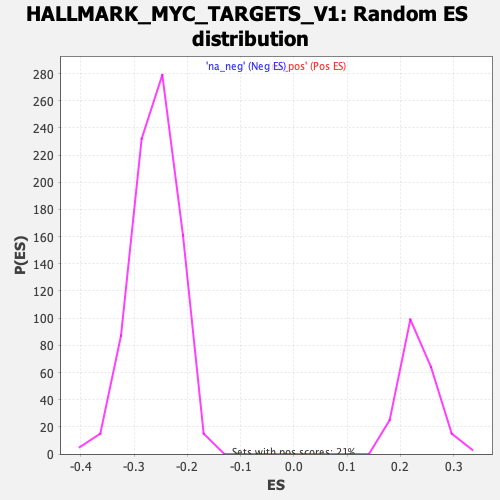 HALLMARK_MYC_TARGETS_V1: Random ES
distribution
'na_neg' (Neg ES) pos' (Pos ES)
280
260
240
220
200
180
160
140
120
100
80
60
40
20
0
P(ES)
Sets with pos scores: 21%
-0.4 -0.3 -0.2 -0.1 0.0 0.1 0.2 0.3
ES